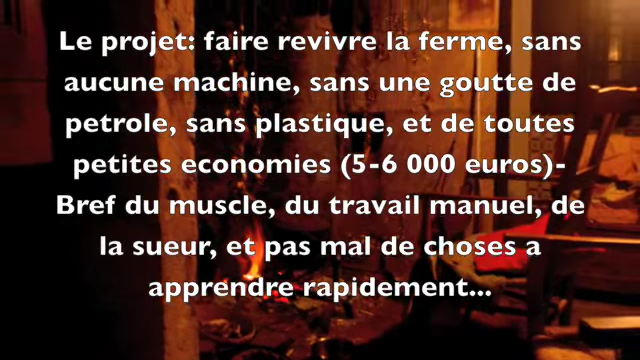 Le projet: faire revivre la ferme, sans
aucune machine, sans une goutte de
petrole, sans plastique, et de toutes
petites economies (5-6 000 euros)-
Bref du muscle, du travail manuel, de
la sueur, et pas mal de choses a
apprendre rapidement...